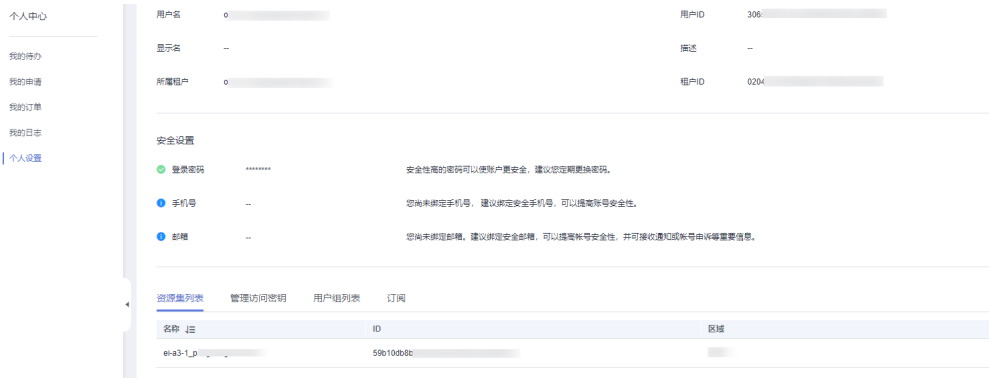 个人中心
我的待办
我的申请
我的订单
我的日志
个人设置
用户名 o 用户ID 306
显示名 -- 描述 --
所属租户 o 租户ID 0204
安全设置
登录密码 ******** 安全性高的密码可以使账户更安全，建议您定期更换密码。
手机号 -- 您尚未绑定手机号， 建议绑定安全手机号，可以提高账号安全性。
邮箱 -- 您尚未绑定邮箱。建议绑定安全邮箱，可以提高帐号安全性，并可接收通知或帐号申诉等重要信息。
资源集列表 管理访问密钥 用户组列表 订阅
名称 ID 区域
ei-a3-1_p 59b10db8b